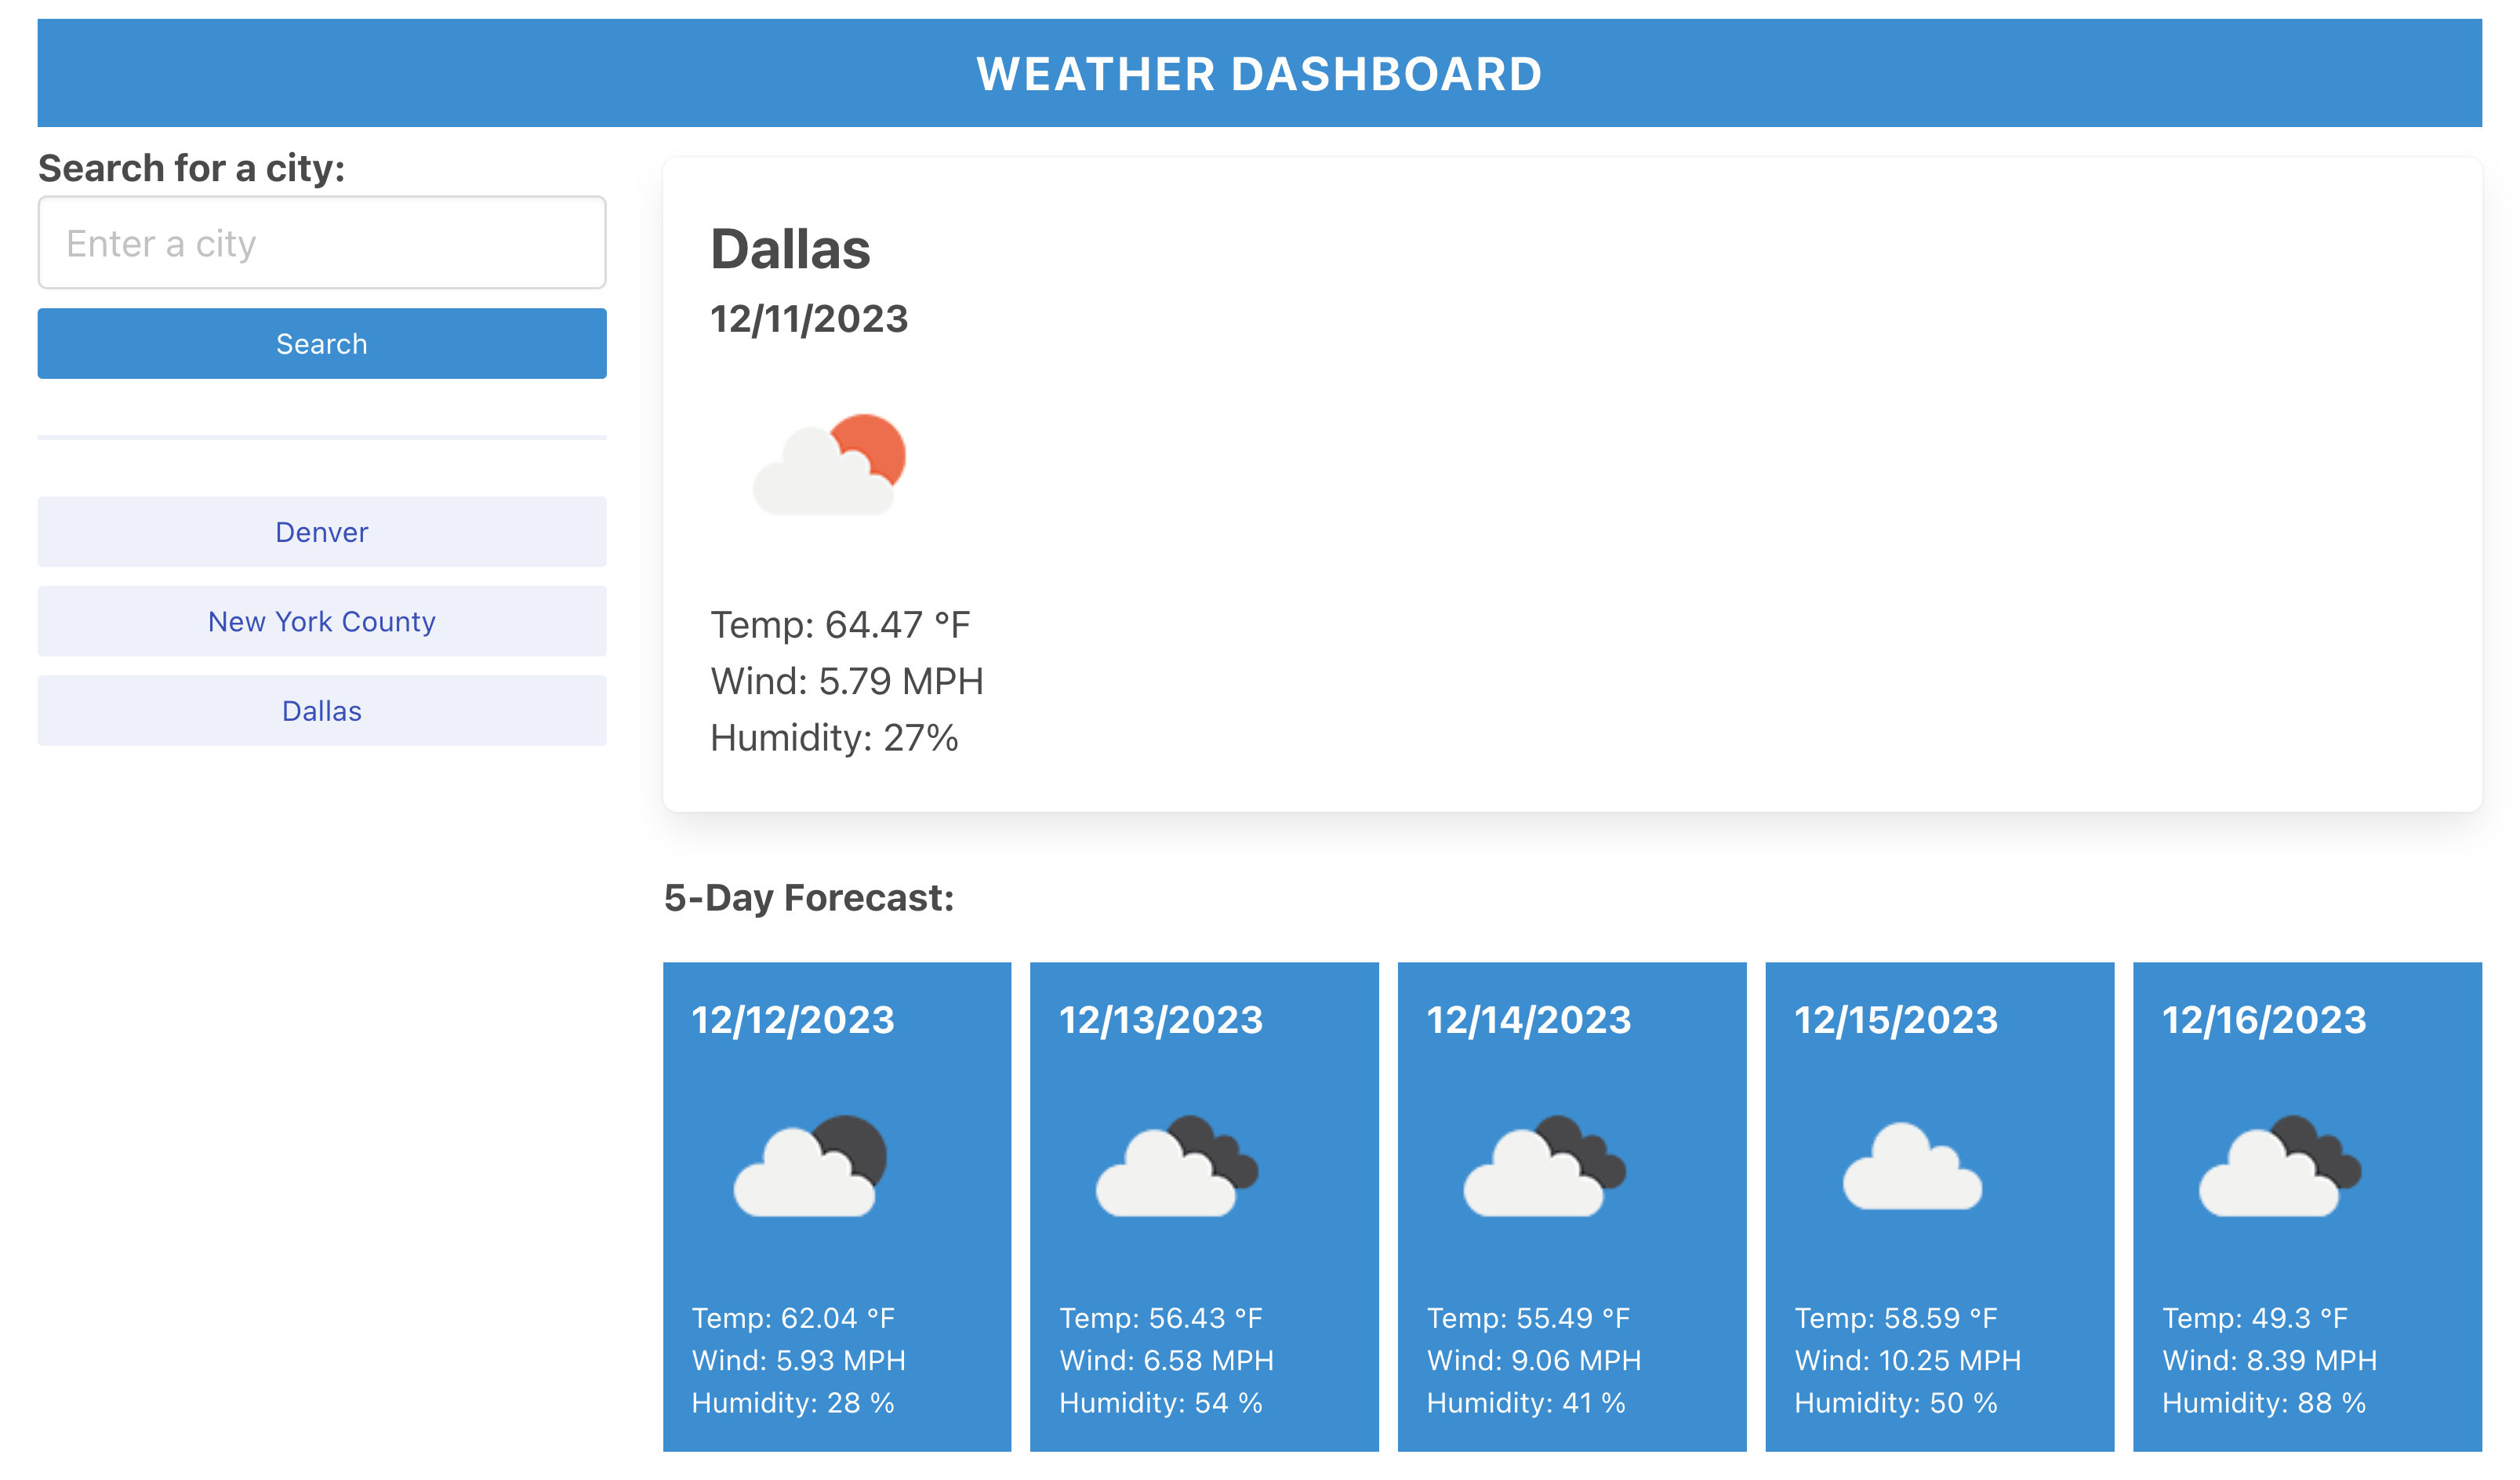 WEATHER DASHBOARD
Search for a city:
Enter a city
Search
Denver
New York County
Dallas
Dallas
12/11/2023
Temp: 64.47 °F
Wind: 5.79 MPH
Humidity: 27%
5-Day Forecast:
12/12/2023
Temp: 62.04 °F
Wind: 5.93 MPH
Humidity: 28 %
12/13/2023
Temp: 56.43 °F
Wind: 6.58 MPH
Humidity: 54 %
12/14/2023
Temp: 55.49 °F
Wind: 9.06 MPH
Humidity: 41 %
12/15/2023
Temp: 58.59 °F
Wind: 10.25 MPH
Humidity: 50 %
12/16/2023
Temp: 49.3 °F
Wind: 8.39 MPH
Humidity: 88 %